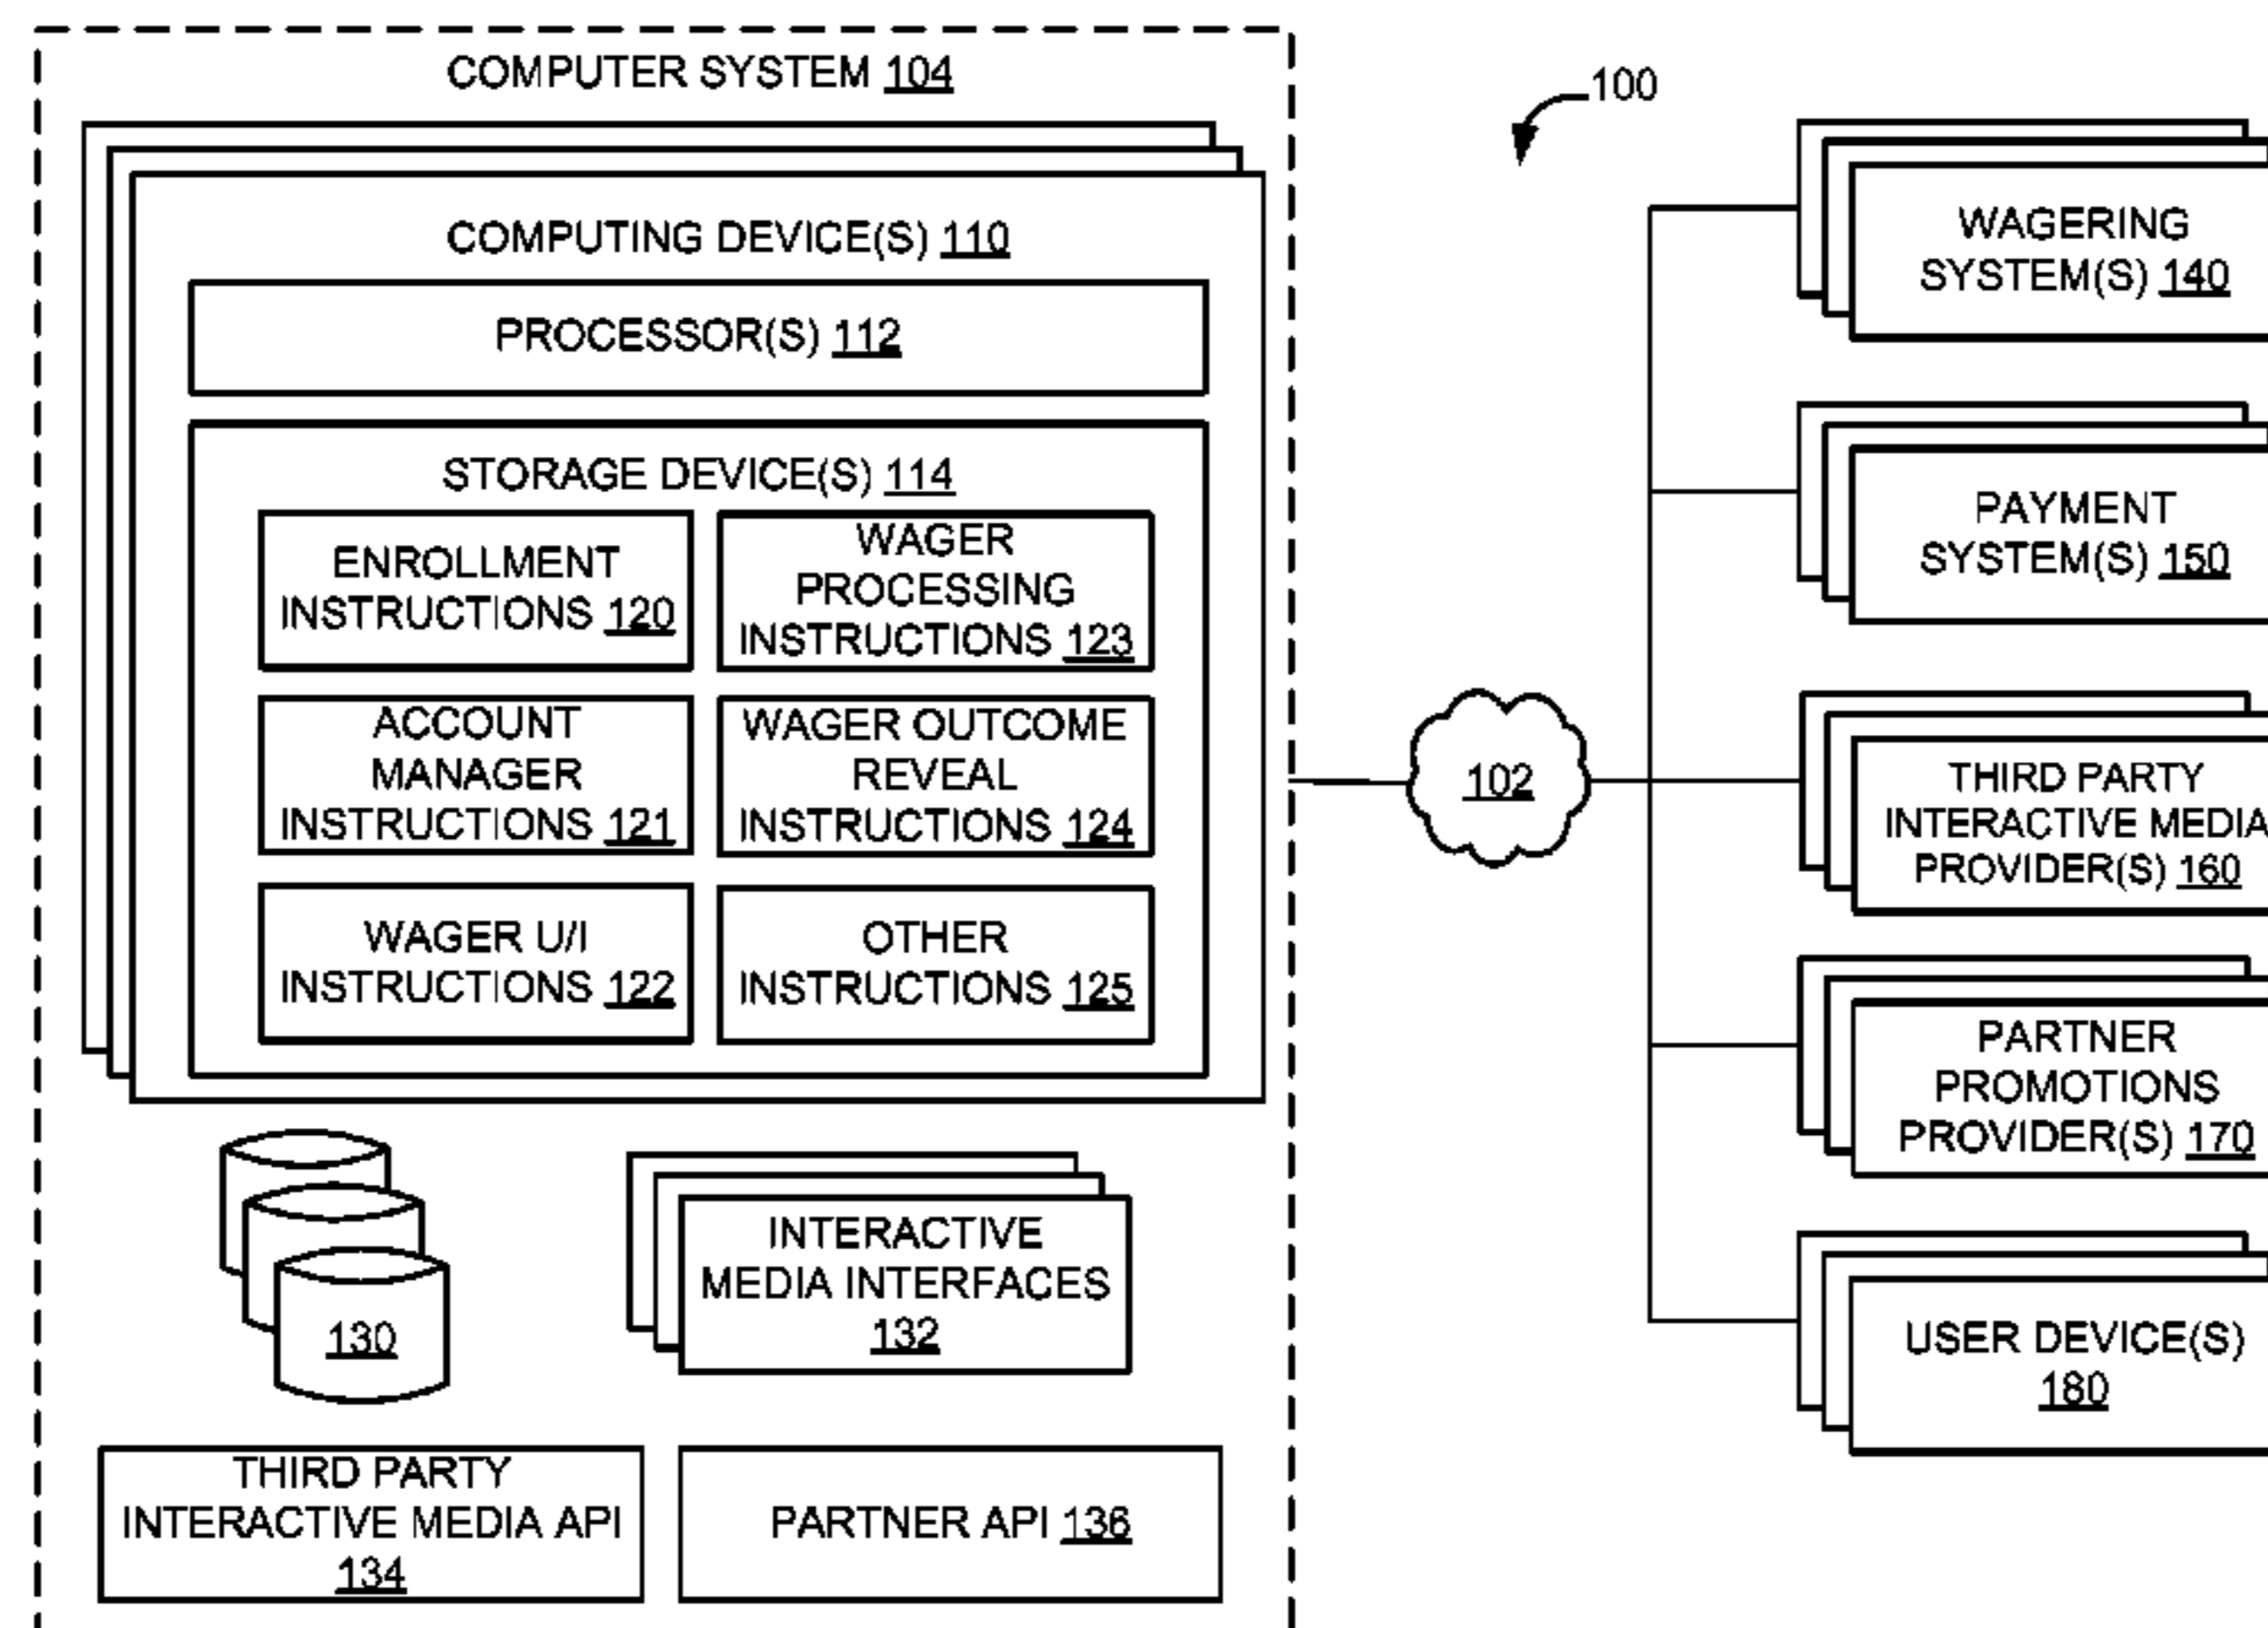 COMPUTER SYSTEM 104
100
COMPUTING DEVICE(S) 110
PROCESSOR(S) 112
STORAGE DEVICE(S) 114
ENROLLMENT
INSTRUCTIONS 120
WAGER
PROCESSING
INSTRUCTIONS 123
ACCOUNT
MANAGER
INSTRUCTIONS 121
WAGER OUTCOME
REVEAL
INSTRUCTIONS 124
WAGER U/I
INSTRUCTIONS 122
OTHER
INSTRUCTIONS 125
130
INTERACTIVE
MEDIA INTERFACES
132
THIRD PARTY
INTERACTIVE MEDIA API
134
PARTNER API 136
102
WAGERING
SYSTEM(S) 140
PAYMENT
SYSTEM(S) 150
THIRD PARTY
INTERACTIVE MEDIA
PROVIDER(S) 160
PARTNER
PROMOTIONS
PROVIDER(S) 170
USER DEVICE(S)
180